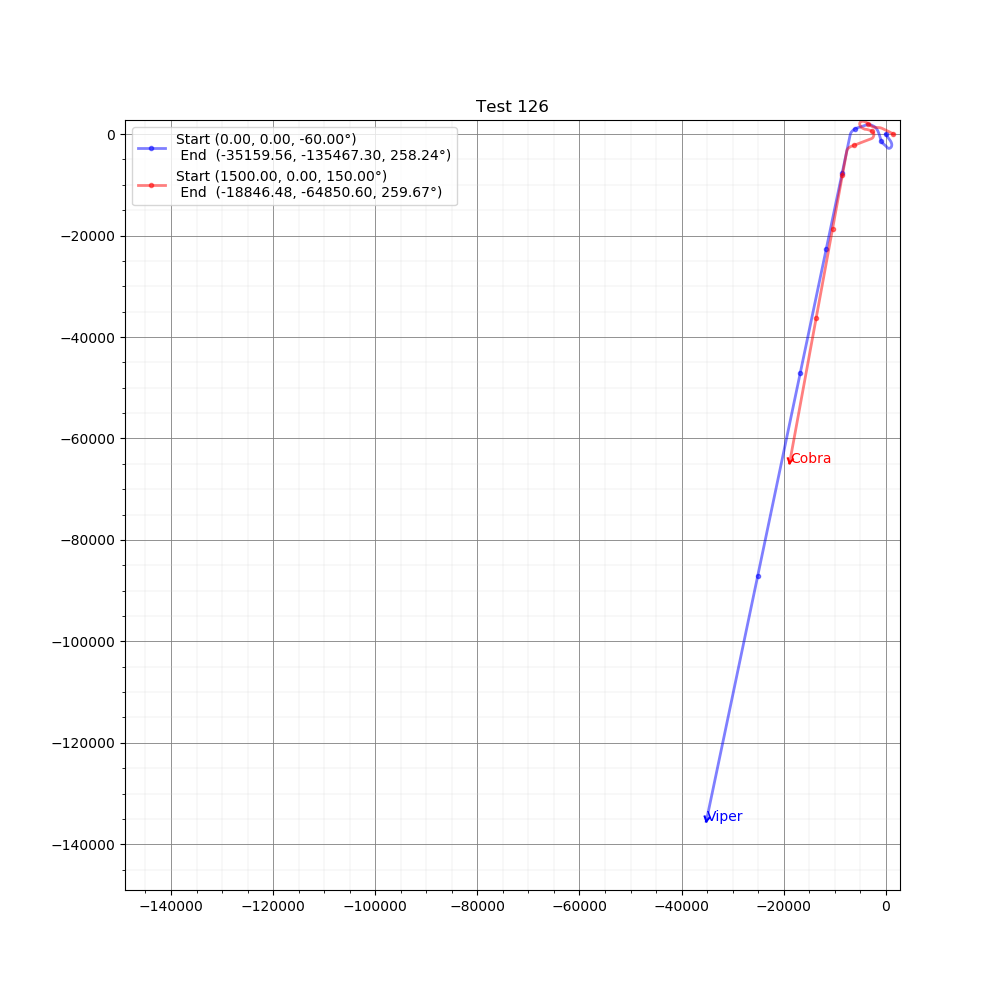 Test 126
Start (0.00, 0.00, -60.00°)
End  (-35159.56, -135467.30, 258.24°)
Start (1500.00, 0.00, 150.00°)
End  (-18846.48, -64850.60, 259.67°)
0
−20000
−40000
−60000
−80000
−100000
−120000
−140000
Cobra
Viper
−140000 −120000 −100000 −80000 −60000 −40000 −20000 0